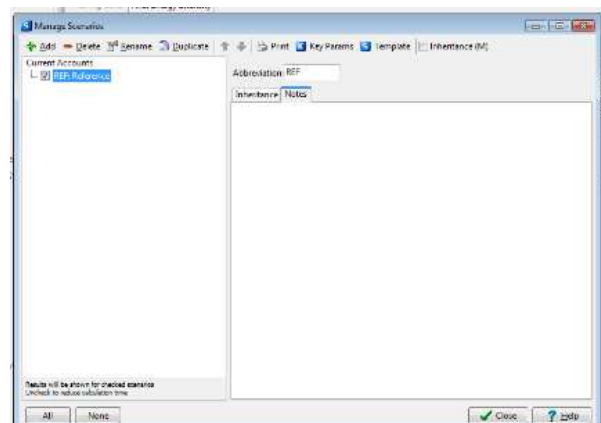 Manage Scenarios
Add Delete Rename Duplicate Print Key Params Template Inheritance (M)
Current Accounts
REF: Reference
Abbreviation: REF
Inheritance Notes
Results will be shown for checked scenarios
Uncheck to reduce calculation time
All None Close Help